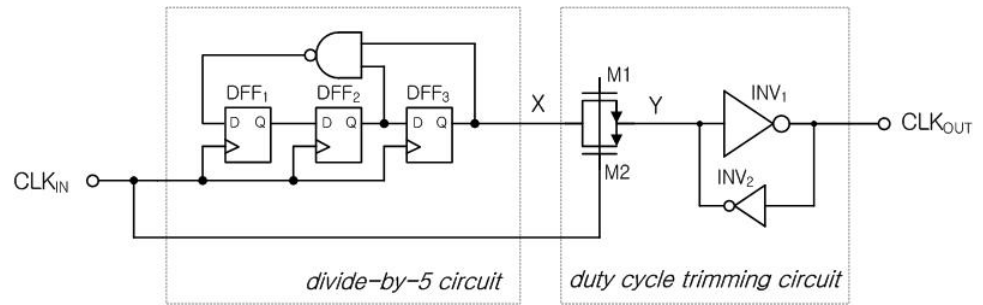 DFF1 DFF2 DFF3
D Q D Q D Q
X
M1
Y
INV1
CLKOUT
M2
INV2
CLKIN
divide-by-5 circuit
duty cycle trimming circuit